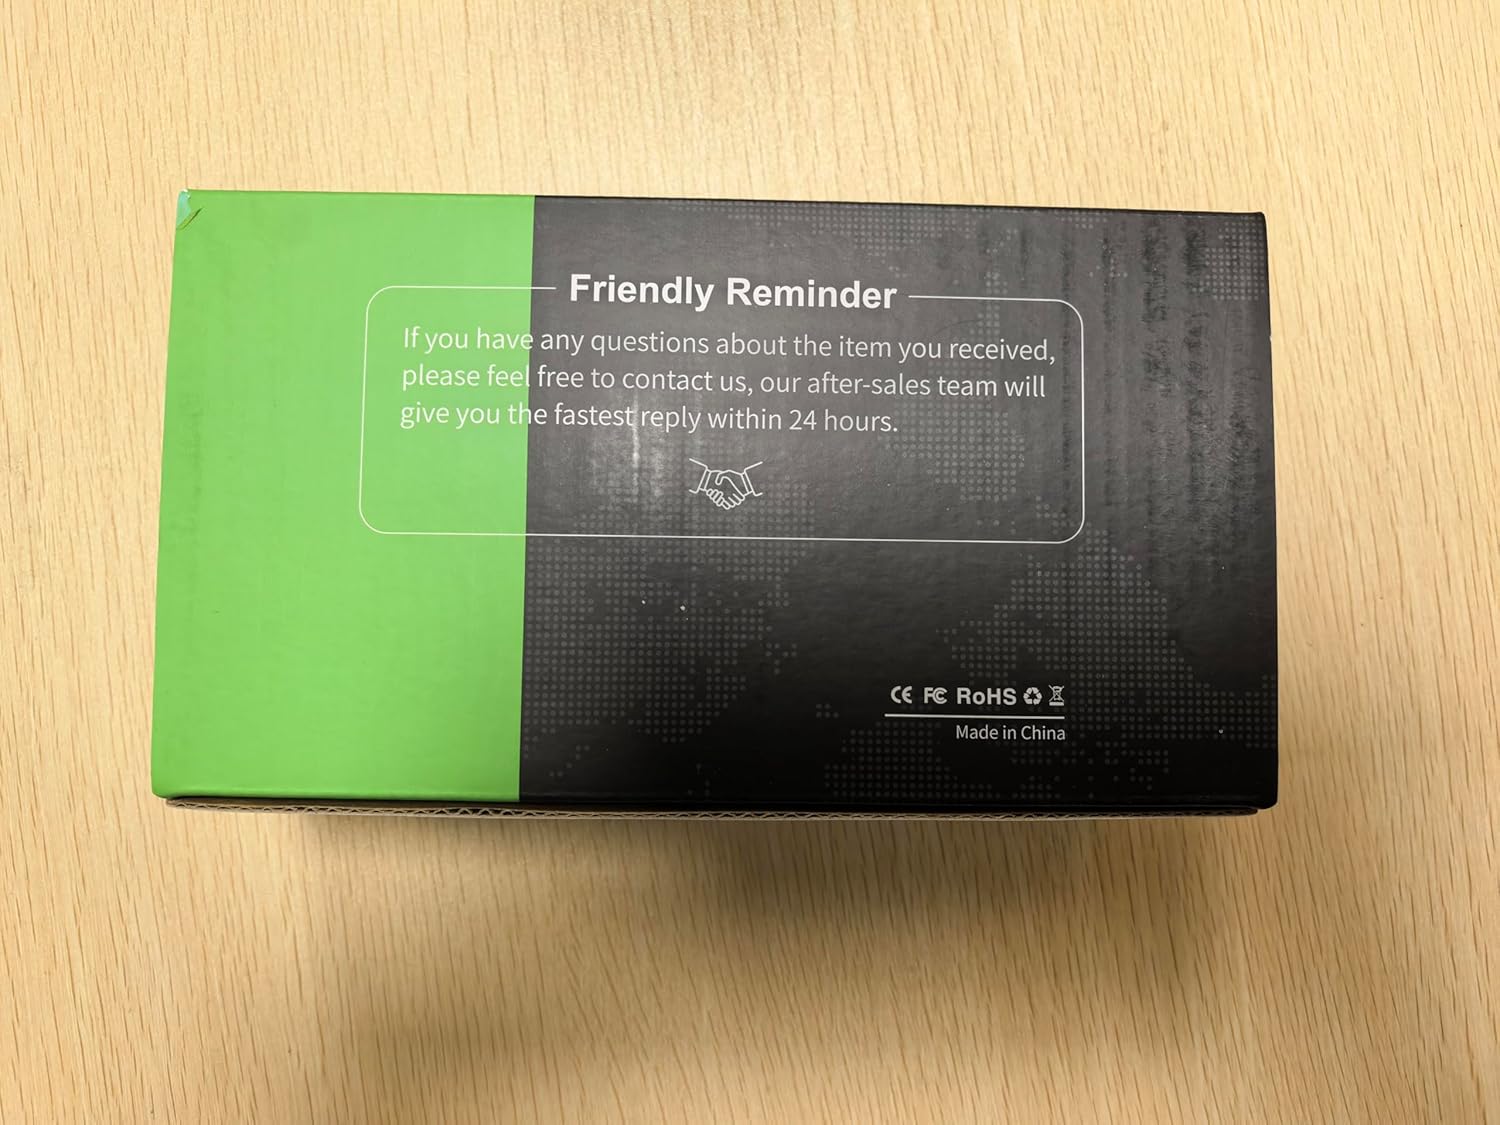 Friendly Reminder
If you have any questions about the item you received,
please feel free to contact us, our after-sales team will
give you the fastest reply within 24 hours.
CE FC RoHS
Made in China